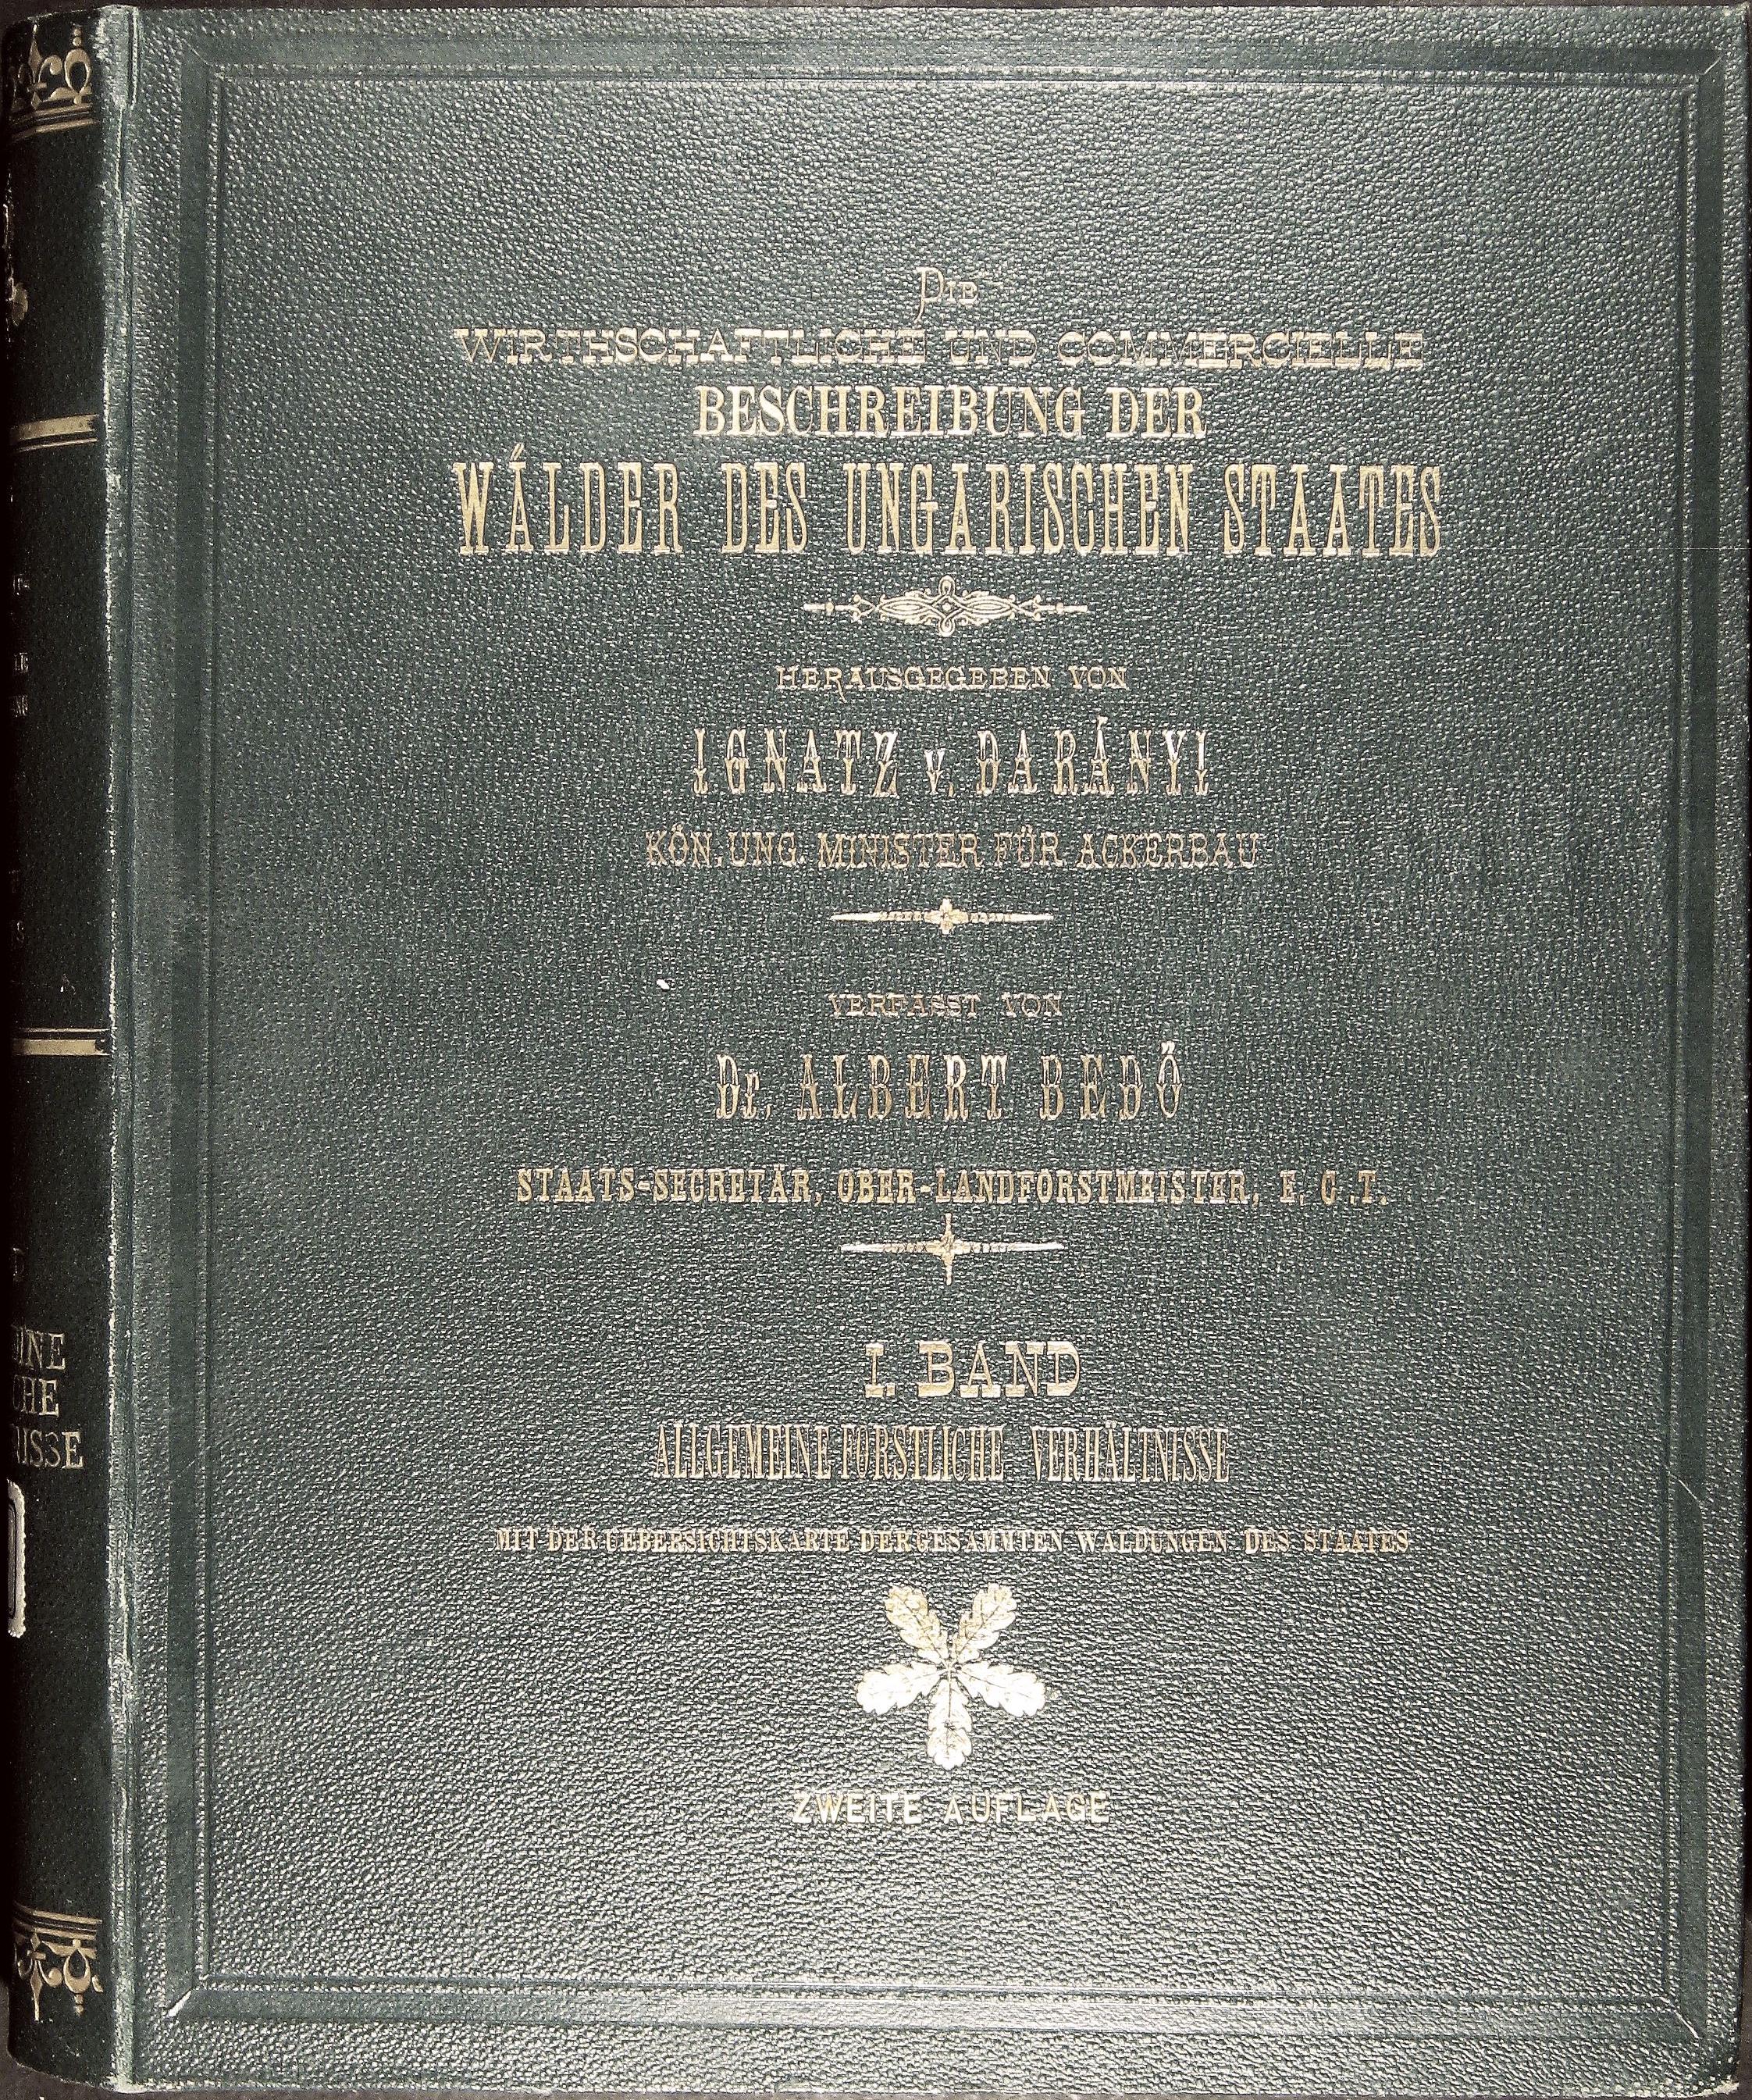 DIE
WIRTHSCHAFTLICHE UND COMMERCIELLE
BESCHREIBUNG DER
WÁLDER DES UNGARISCHEN STAATES
HERAUSGEGEBEN VON
IGNATZ v. DARÁNYI
KÖN. UNG. MINISTER FÜR ACKERBAU
VERFASST VON
Dr. ALBERT BEDŐ
STAATS-SECRETÄR, OBER-LANDFORSTMEISTER, E. C .T.
I. BAND
ALLGEMEINE FORSTLICHE VERHÄLTNISSE
MIT DER UEBERSICHTSKARTE DER GESAMMTEN WALDUNGEN DES STAATES
ZWEITE AUFLAGE